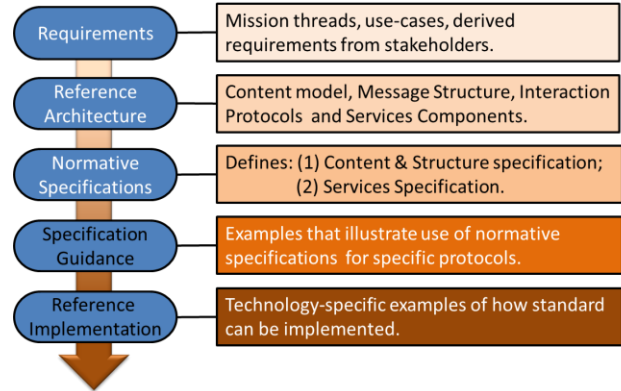 Requirements
Mission threads, use-cases, derived
requirements from stakeholders.
Reference
Architecture
Content model, Message Structure, Interaction
Protocols and Services Components.
Normative
Specifications
Defines: (1) Content & Structure specification;
(2) Services Specification.
Specification
Guidance
Examples that illustrate use of normative
specifications for specific protocols.
Reference
Implementation
Technology-specific examples of how standard
can be implemented.